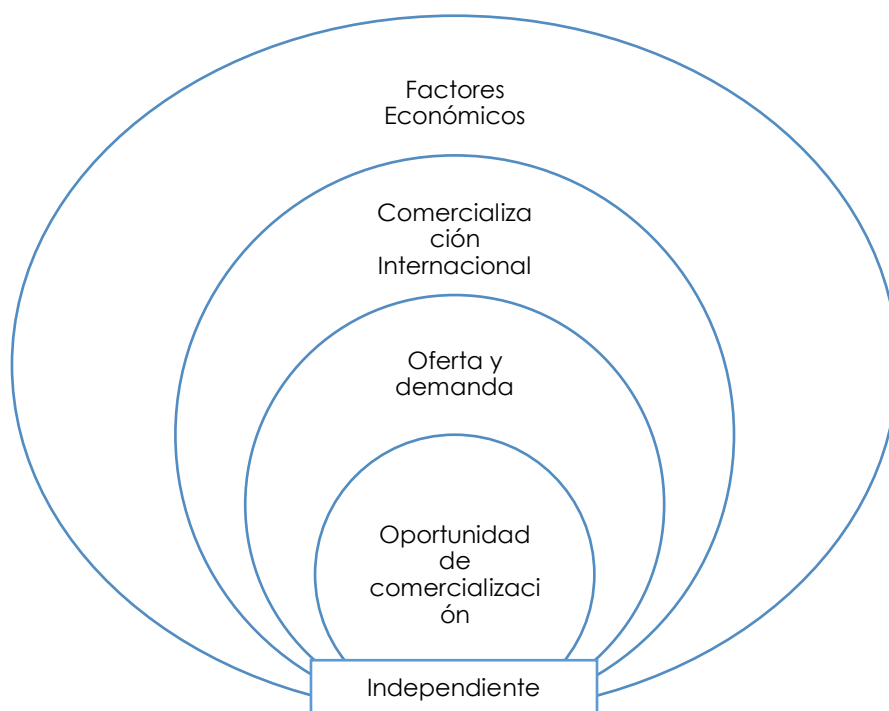 Factores
Económicos
Comercializa
ción
Internacional
Oferta y
demanda
Oportunidad
de
comercializaci
ón
Independiente